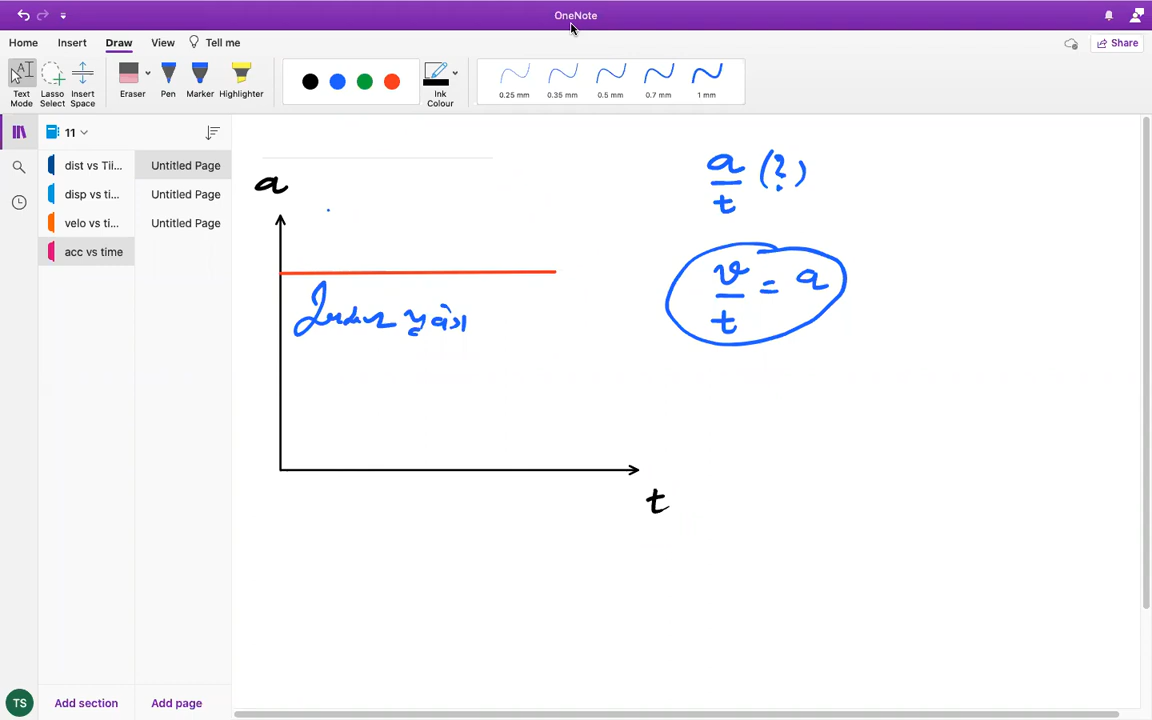 OneNote
Home Insert Draw View Tell me
Share
Text Mode
Lasso Select
Insert Space
Eraser
Pen
Marker
Highlighter
Ink Colour
0.25 mm
0.35 mm
0.5 mm
0.7 mm
1 mm
11
dist vs Tii...
disp vs ti...
velo vs ti...
acc vs time
Untitled Page
Untitled Page
Untitled Page
a
t
a/t (?)
v/t = a
TS
Add section
Add page